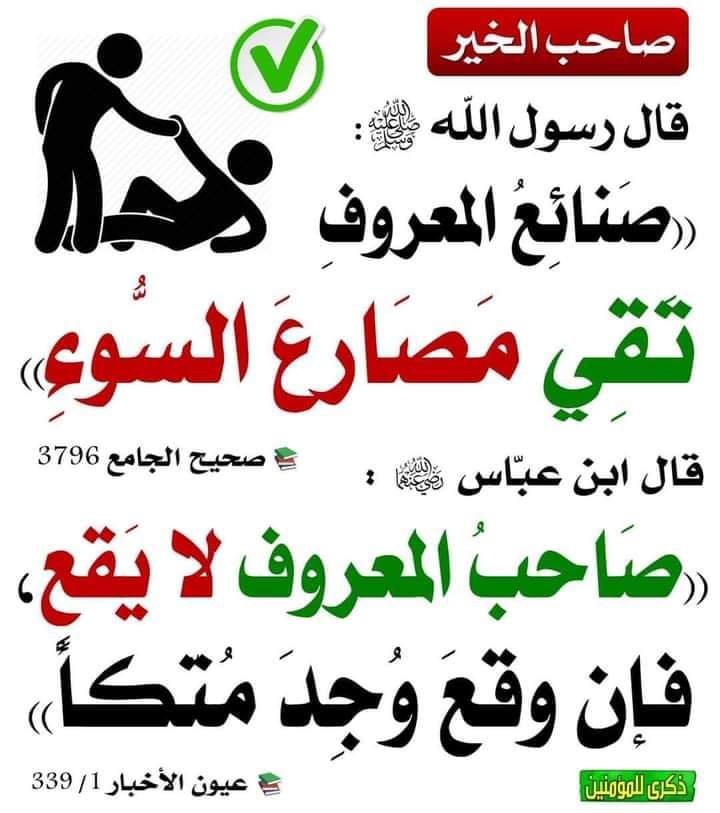 صاحب الخير
قال رسول الله ﷺ :
((صَنائِعُ المعروفِ
تَقِي مَصَارعَ السُّوءِ))
صحيح الجامع 3796
قال ابن عبّاس رضي الله عنهما :
((صَاحبُ المعروف لا يَقع،
فإن وقعَ وُجِدَ مُتكأً))
عيون الأخبار 1/ 339
ذكرى للمؤمنين